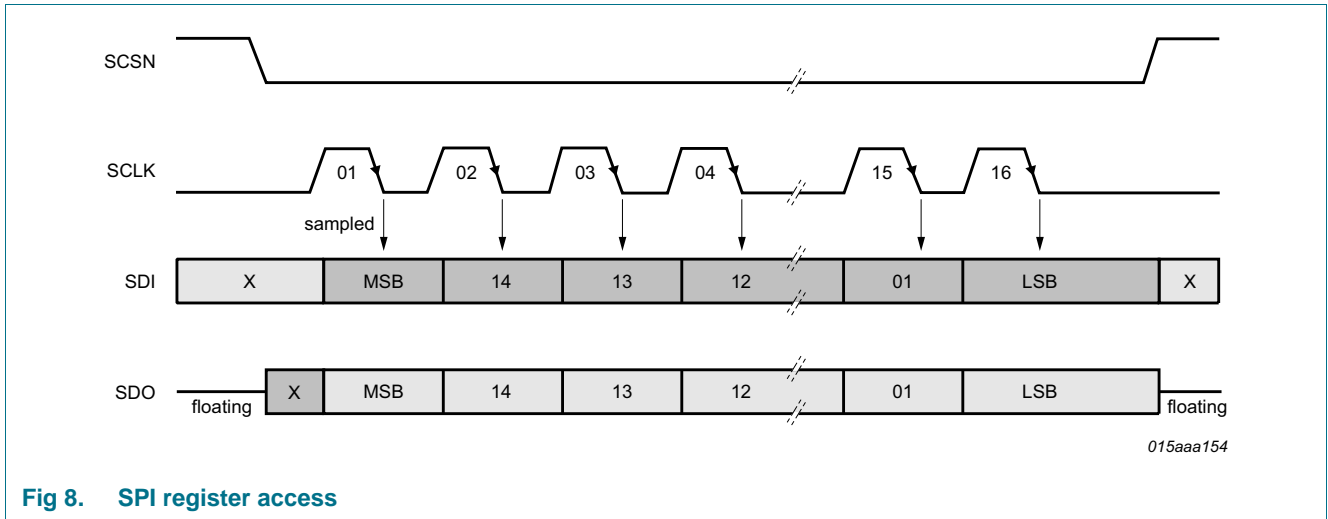 SCSN
SCLK 01 02 03 04 15 16
sampled
SDI X MSB 14 13 12 01 LSB X
SDO X MSB 14 13 12 01 LSB
floating floating
015aaa154
Fig 8. SPI register access